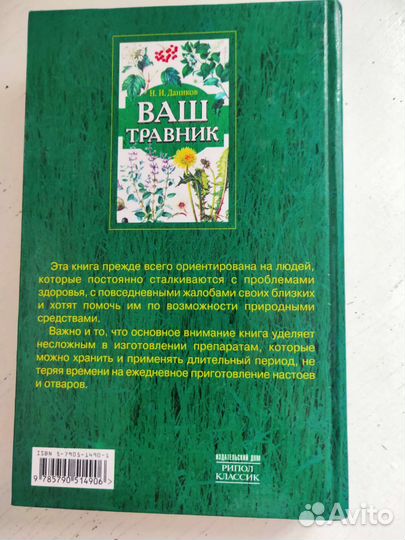 Н. И. Даников
ВАШ
ТРАВНИК
Эта книга прежде всего ориентирована на людей,
которые постоянно сталкиваются с проблемами
здоровья, с повседневными жалобами своих близких
и хотят помочь им по возможности природными
средствами.
Важно и то, что основное внимание книга уделяет
несложным в изготовлении препаратам, которые
можно хранить и применять длительный период, не
теряя времени на ежедневное приготовление настоев
и отваров.
ISBN 5-7905-1490-1
9 785790 514906
ИЗДАТЕЛЬСКИЙ ДОМ
РИПОЛ
КЛАССИК
Avito